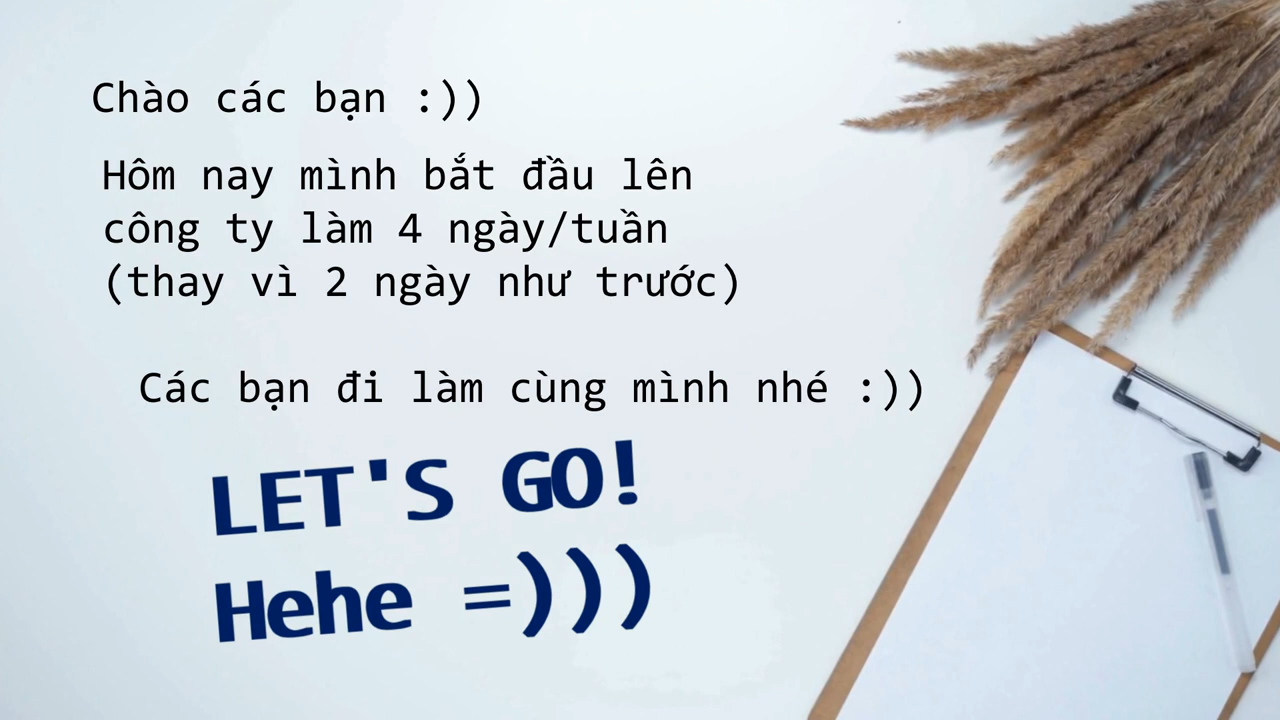 Chào các bạn :))
Hôm nay mình bắt đầu lên
công ty làm 4 ngày/tuần
(thay vì 2 ngày như trước)
Các bạn đi làm cùng mình nhé :))
LET'S GO!
Hehe =)))